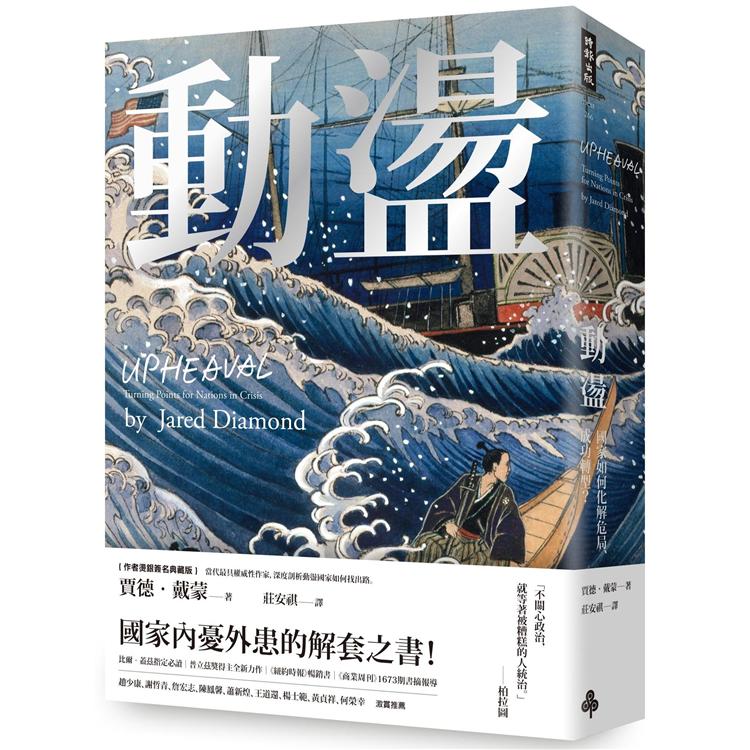 動盪
UPHEAVAL
Turning Points for Nations in Crisis
by Jared Diamond
【作者燙銀簽名典藏版】 當代最具權威性作家，深度剖析動盪國家如何找出路。
賈德・戴蒙──著 莊安祺──譯
國家內憂外患的解套之書！
比爾・蓋茲指定必讀｜普立茲獎得主全新力作｜《紐約時報》暢銷書｜《商業周刊》1673期書摘報導
趙少康、謝哲青、詹宏志、陳鳳馨、蕭新煌、王道還、楊士範、黃貞祥、何榮幸 激賞推薦
「不關心政治，
就等著被糟糕的人統治。」
──柏拉圖
時報出版
UPHEAVAL
Turning Points
for Nations in Crisis
by Jared Diamond
動盪
國家如何化解危局、
成功轉型？
賈德・戴蒙──著
莊安祺──譯